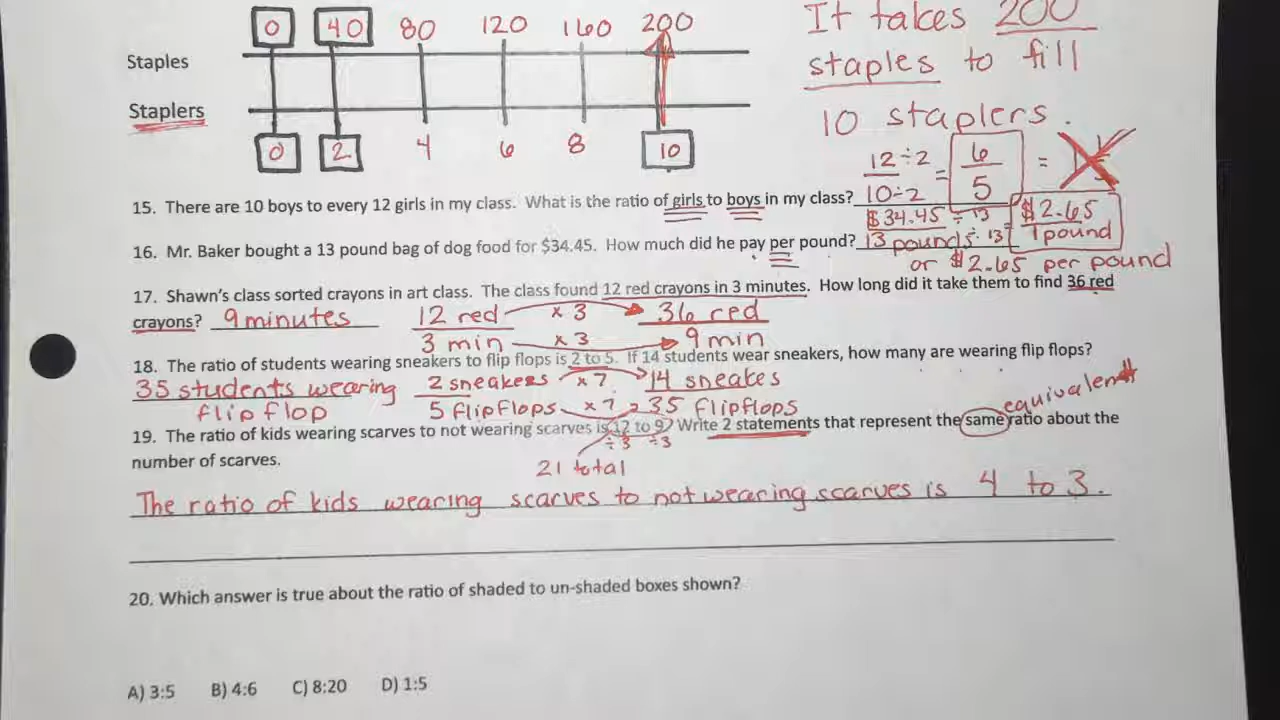 0 40 80 120 160 200
It takes 200
Staples
staples to fill
Staplers
10 staplers.
0 2 4 6 8 10
12 ÷2 / 10 ÷2 = 6/5 =
15. There are 10 boys to every 12 girls in my class. What is the ratio of girls to boys in my class?
$34.45 ÷ 13 $2.65
16. Mr. Baker bought a 13 pound bag of dog food for $34.45. How much did he pay per pound? 13 pounds ÷ 13 1 pound
or $2.65 per pound
17. Shawn's class sorted crayons in art class. The class found 12 red crayons in 3 minutes. How long did it take them to find 36 red
crayons? 9 minutes 12 red x 3 36 red
3 min x 3 9 min
18. The ratio of students wearing sneakers to flip flops is 2 to 5. If 14 students wear sneakers, how many are wearing flip flops?
35 students wearing 2 sneakers x 7 14 sneakes
flip flop 5 flipflops x 7 35 flipflops
equivalent
19. The ratio of kids wearing scarves to not wearing scarves is 12 to 9. Write 2 statements that represent the same ratio about the
÷3 ÷3
number of scarves.
21 total
The ratio of kids wearing scarves to not wearing scarves is 4 to 3.
20. Which answer is true about the ratio of shaded to un-shaded boxes shown?
A) 3:5 B) 4:6 C) 8:20 D) 1:5